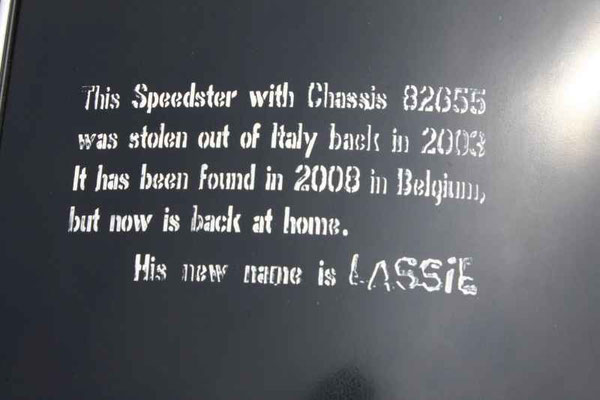 This Speedster with Chassis 82655
was stolen out of Italy back in 2003
It has been found in 2008 in Belgium,
but now is back at home.
His new name is LASSiE